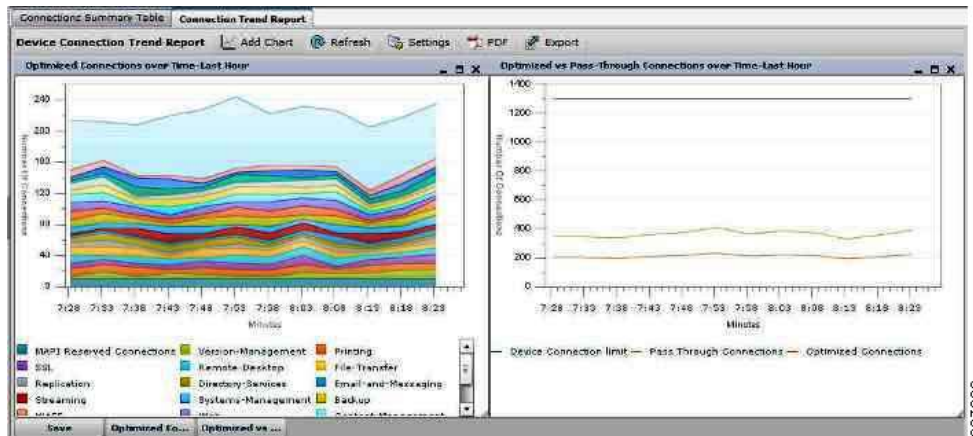 Connections Summary Table Connection Trend Report
Device Connection Trend Report Add Chart Refresh Settings PDF Export
Optimized Connections over Time-Last Hour
Number Of Connections
240
200
160
120
80
40
0
7:28 7:33 7:38 7:43 7:48 7:53 7:58 8:03 8:08 8:13 8:18 8:23
Minutes
MAPI Reserved Connections Version-Management Printing
SSL Remote-Desktop File-Transfer
Replication Directory-Services Email-and-Messaging
Streaming Systems-Management Backup
WAFS Web Content-Management
Optimized vs Pass-Through Connections over Time-Last Hour
Number Of Connections
1400
1200
1000
800
600
400
200
0
7:28 7:33 7:38 7:43 7:48 7:53 7:58 8:03 8:08 8:13 8:18 8:23
Minutes
Device Connection limit Pass Through Connections Optimized Connections
Save Optimized Co... Optimized vs ...